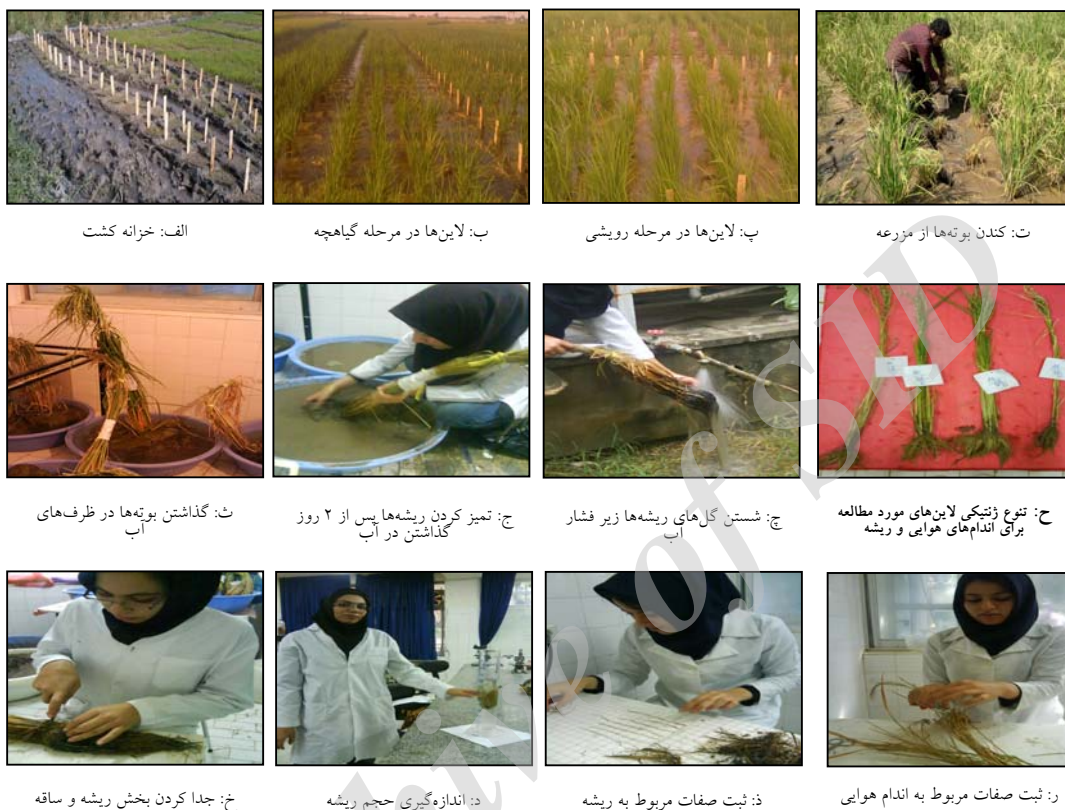 الف: خزانه کشت
ب: لاین‌ها در مرحله گیاهچه
پ: لاین‌ها در مرحله رویشی
ت: کندن بوته‌ها از مزرعه
ث: گذاشتن بوته‌ها در ظرف‌های
آب
ج: تمیز کردن ریشه‌ها پس از ۲ روز
گذاشتن در آب
چ: شستن گل‌های ریشه‌ها زیر فشار
آب
ح: تنوع ژنتیکی لاین‌های مورد مطالعه
برای اندام‌های هوایی و ریشه
خ: جدا کردن بخش ریشه و ساقه
د: اندازه‌گیری حجم ریشه
ذ: ثبت صفات مربوط به ریشه
ر: ثبت صفات مربوط به اندام هوایی
hive of SID